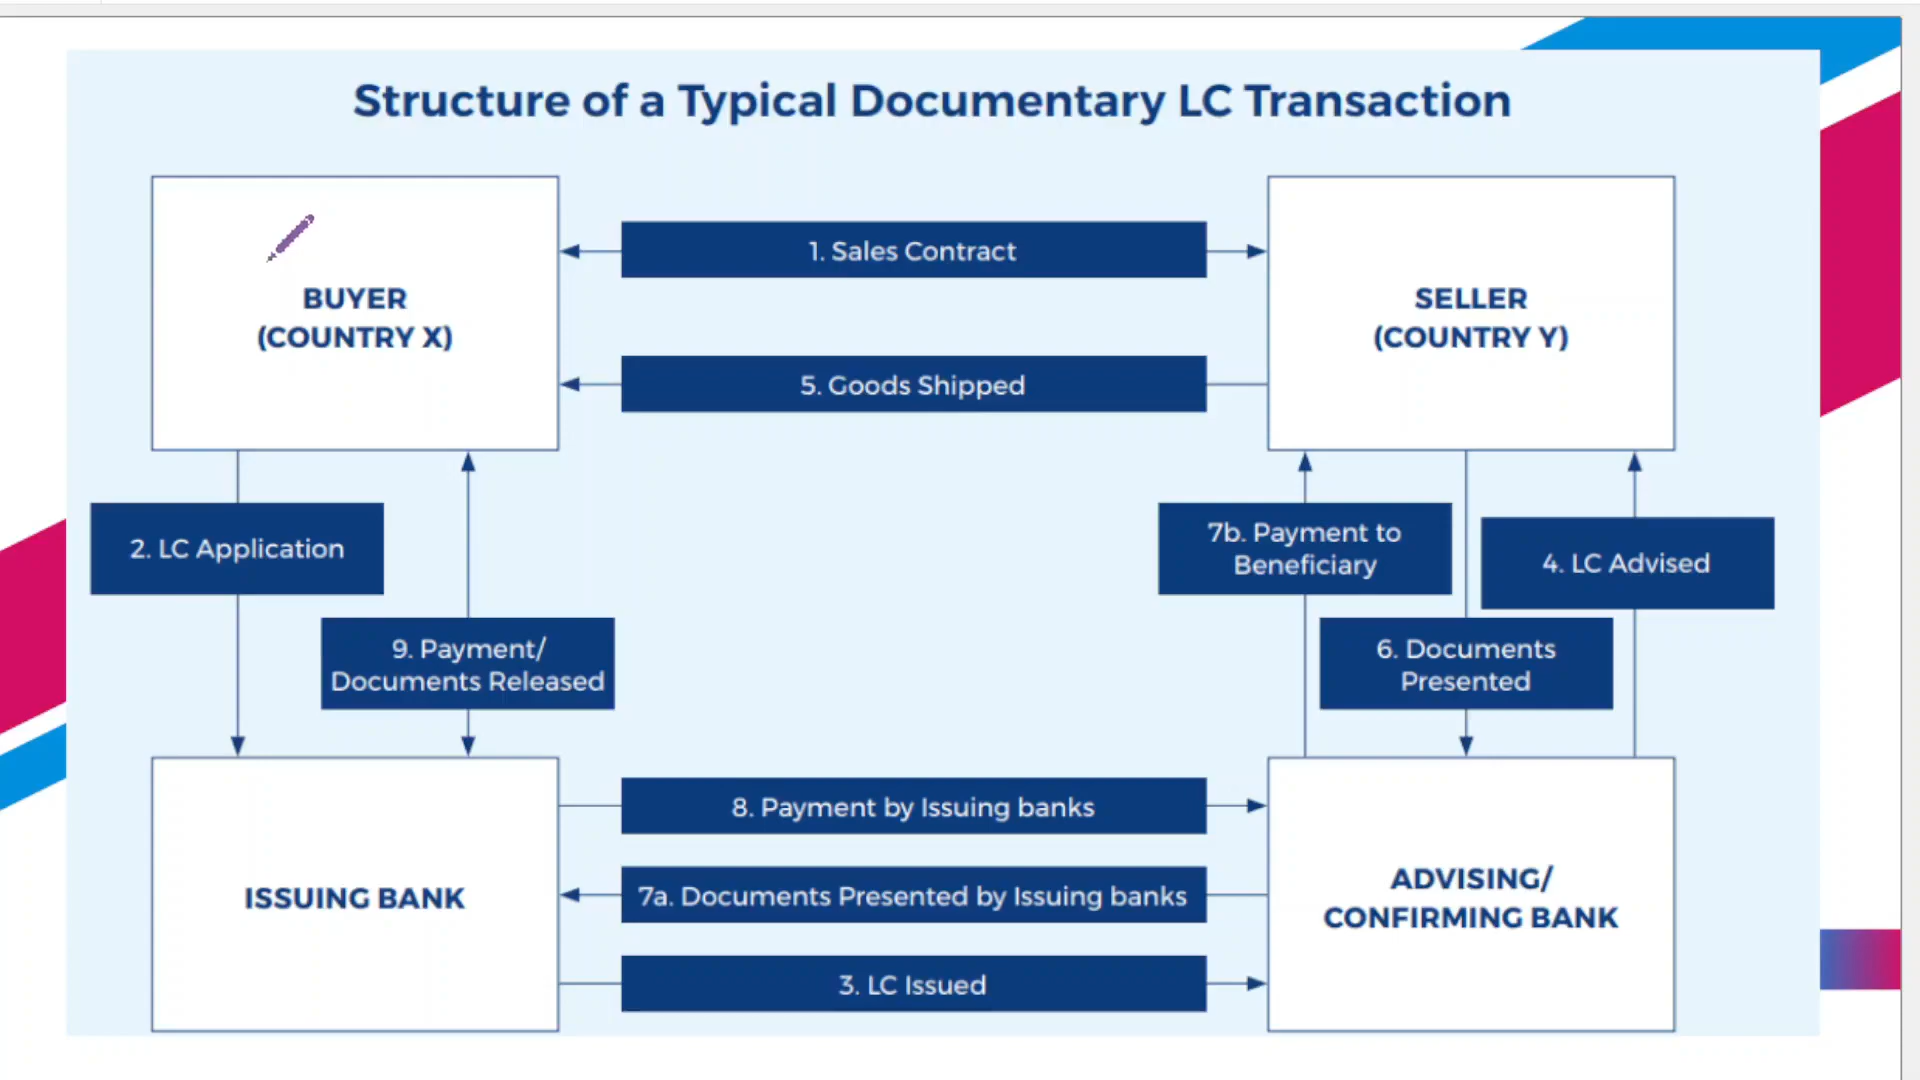 Structure of a Typical Documentary LC Transaction
BUYER
(COUNTRY X)
1. Sales Contract
5. Goods Shipped
SELLER
(COUNTRY Y)
2. LC Application
9. Payment/
Documents Released
7b. Payment to
Beneficiary
4. LC Advised
6. Documents
Presented
ISSUING BANK
8. Payment by Issuing banks
7a. Documents Presented by Issuing banks
3. LC Issued
ADVISING/
CONFIRMING BANK